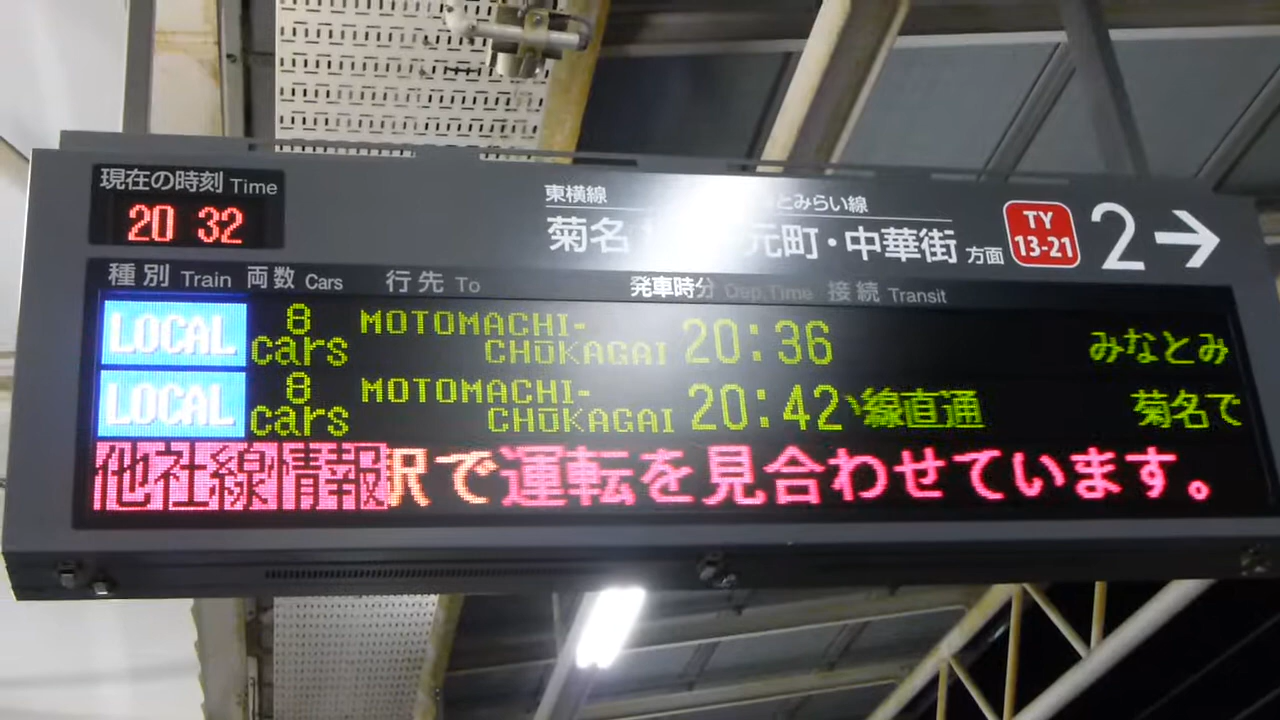 現在の時刻 Time
20 32
東横線 とみらい線
菊名 元町・中華街 方面
TY
13-21
2→
種別 Train 両数 Cars 行先 To 発車時分 Dep.Time 接続 Transit
LOCAL 8 cars MOTOMACHI-CHŪKAGAI 20:36 みなとみ
LOCAL 8 cars MOTOMACHI-CHŪKAGAI 20:42 線直通 菊名で
他社線情報 沢で運転を見合わせています。